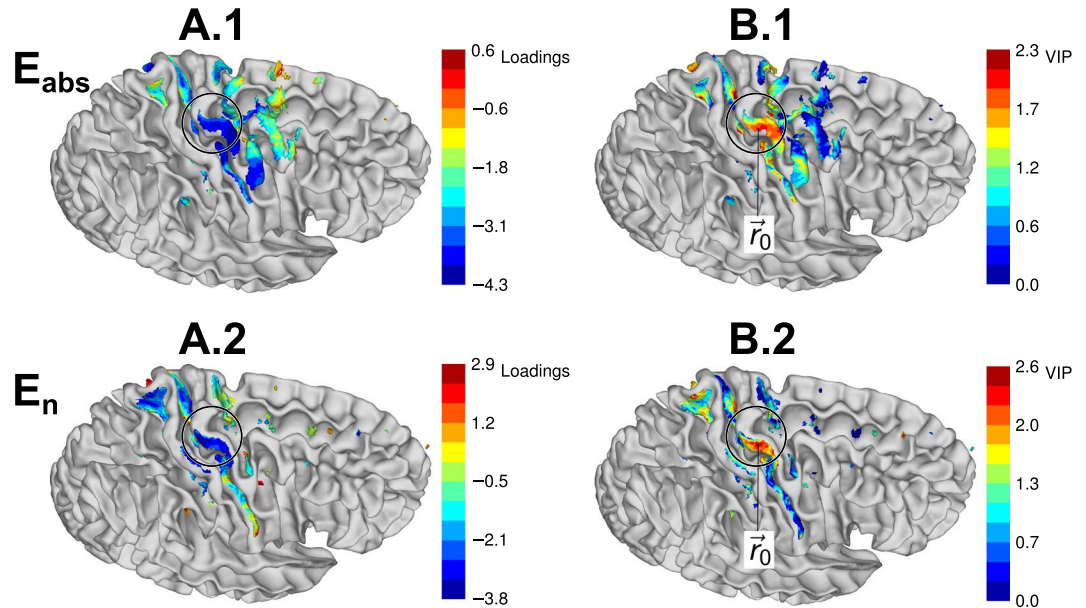 A.1
B.1
E_abs
0.6 Loadings
−0.6
−1.8
−3.1
−4.3
2.3 VIP
1.7
1.2
0.6
0.0
r⃗₀
A.2
B.2
E_n
2.9 Loadings
1.2
−0.5
−2.1
−3.8
2.6 VIP
2.0
1.3
0.7
0.0
r⃗₀